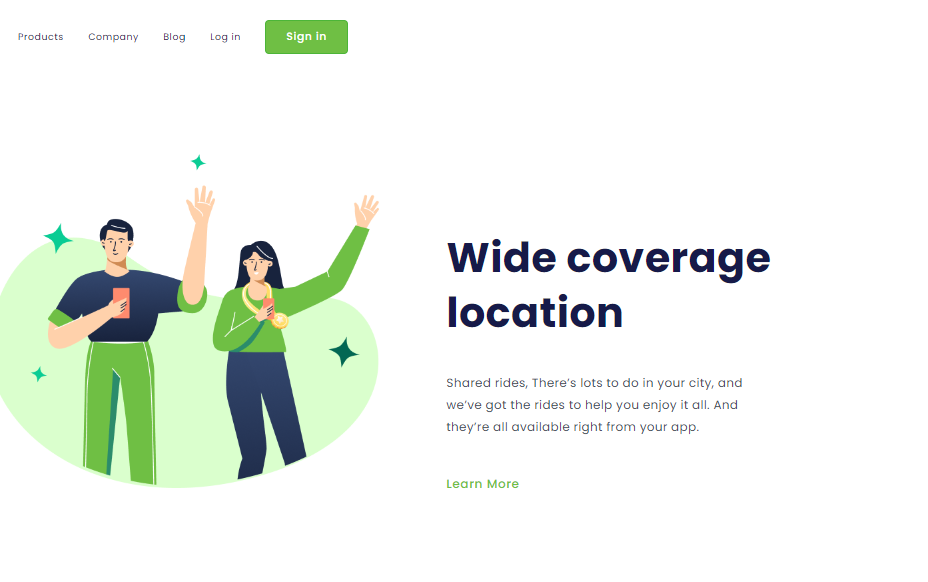 Products Company Blog Log in Sign in
Wide coverage
location
Shared rides, There’s lots to do in your city, and
we’ve got the rides to help you enjoy it all. And
they’re all available right from your app.
Learn More